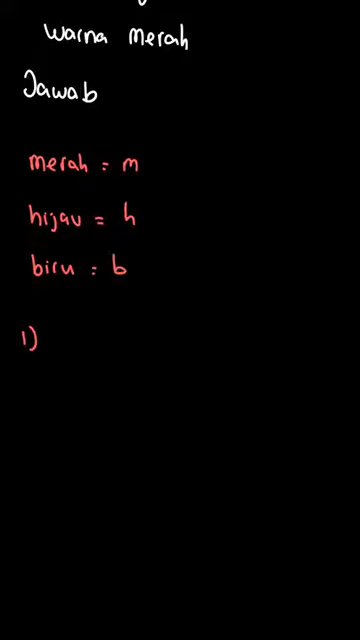 warna merah
Jawab
merah = m
hijau = h
biru = b
1)